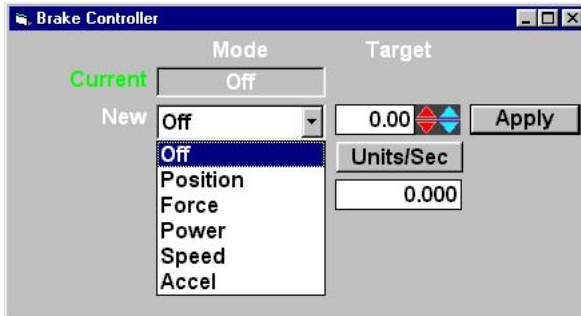 Brake Controller
Mode Target
Current Off
New Off 0.00 Apply
Off Units/Sec
Position 0.000
Force
Power
Speed
Accel